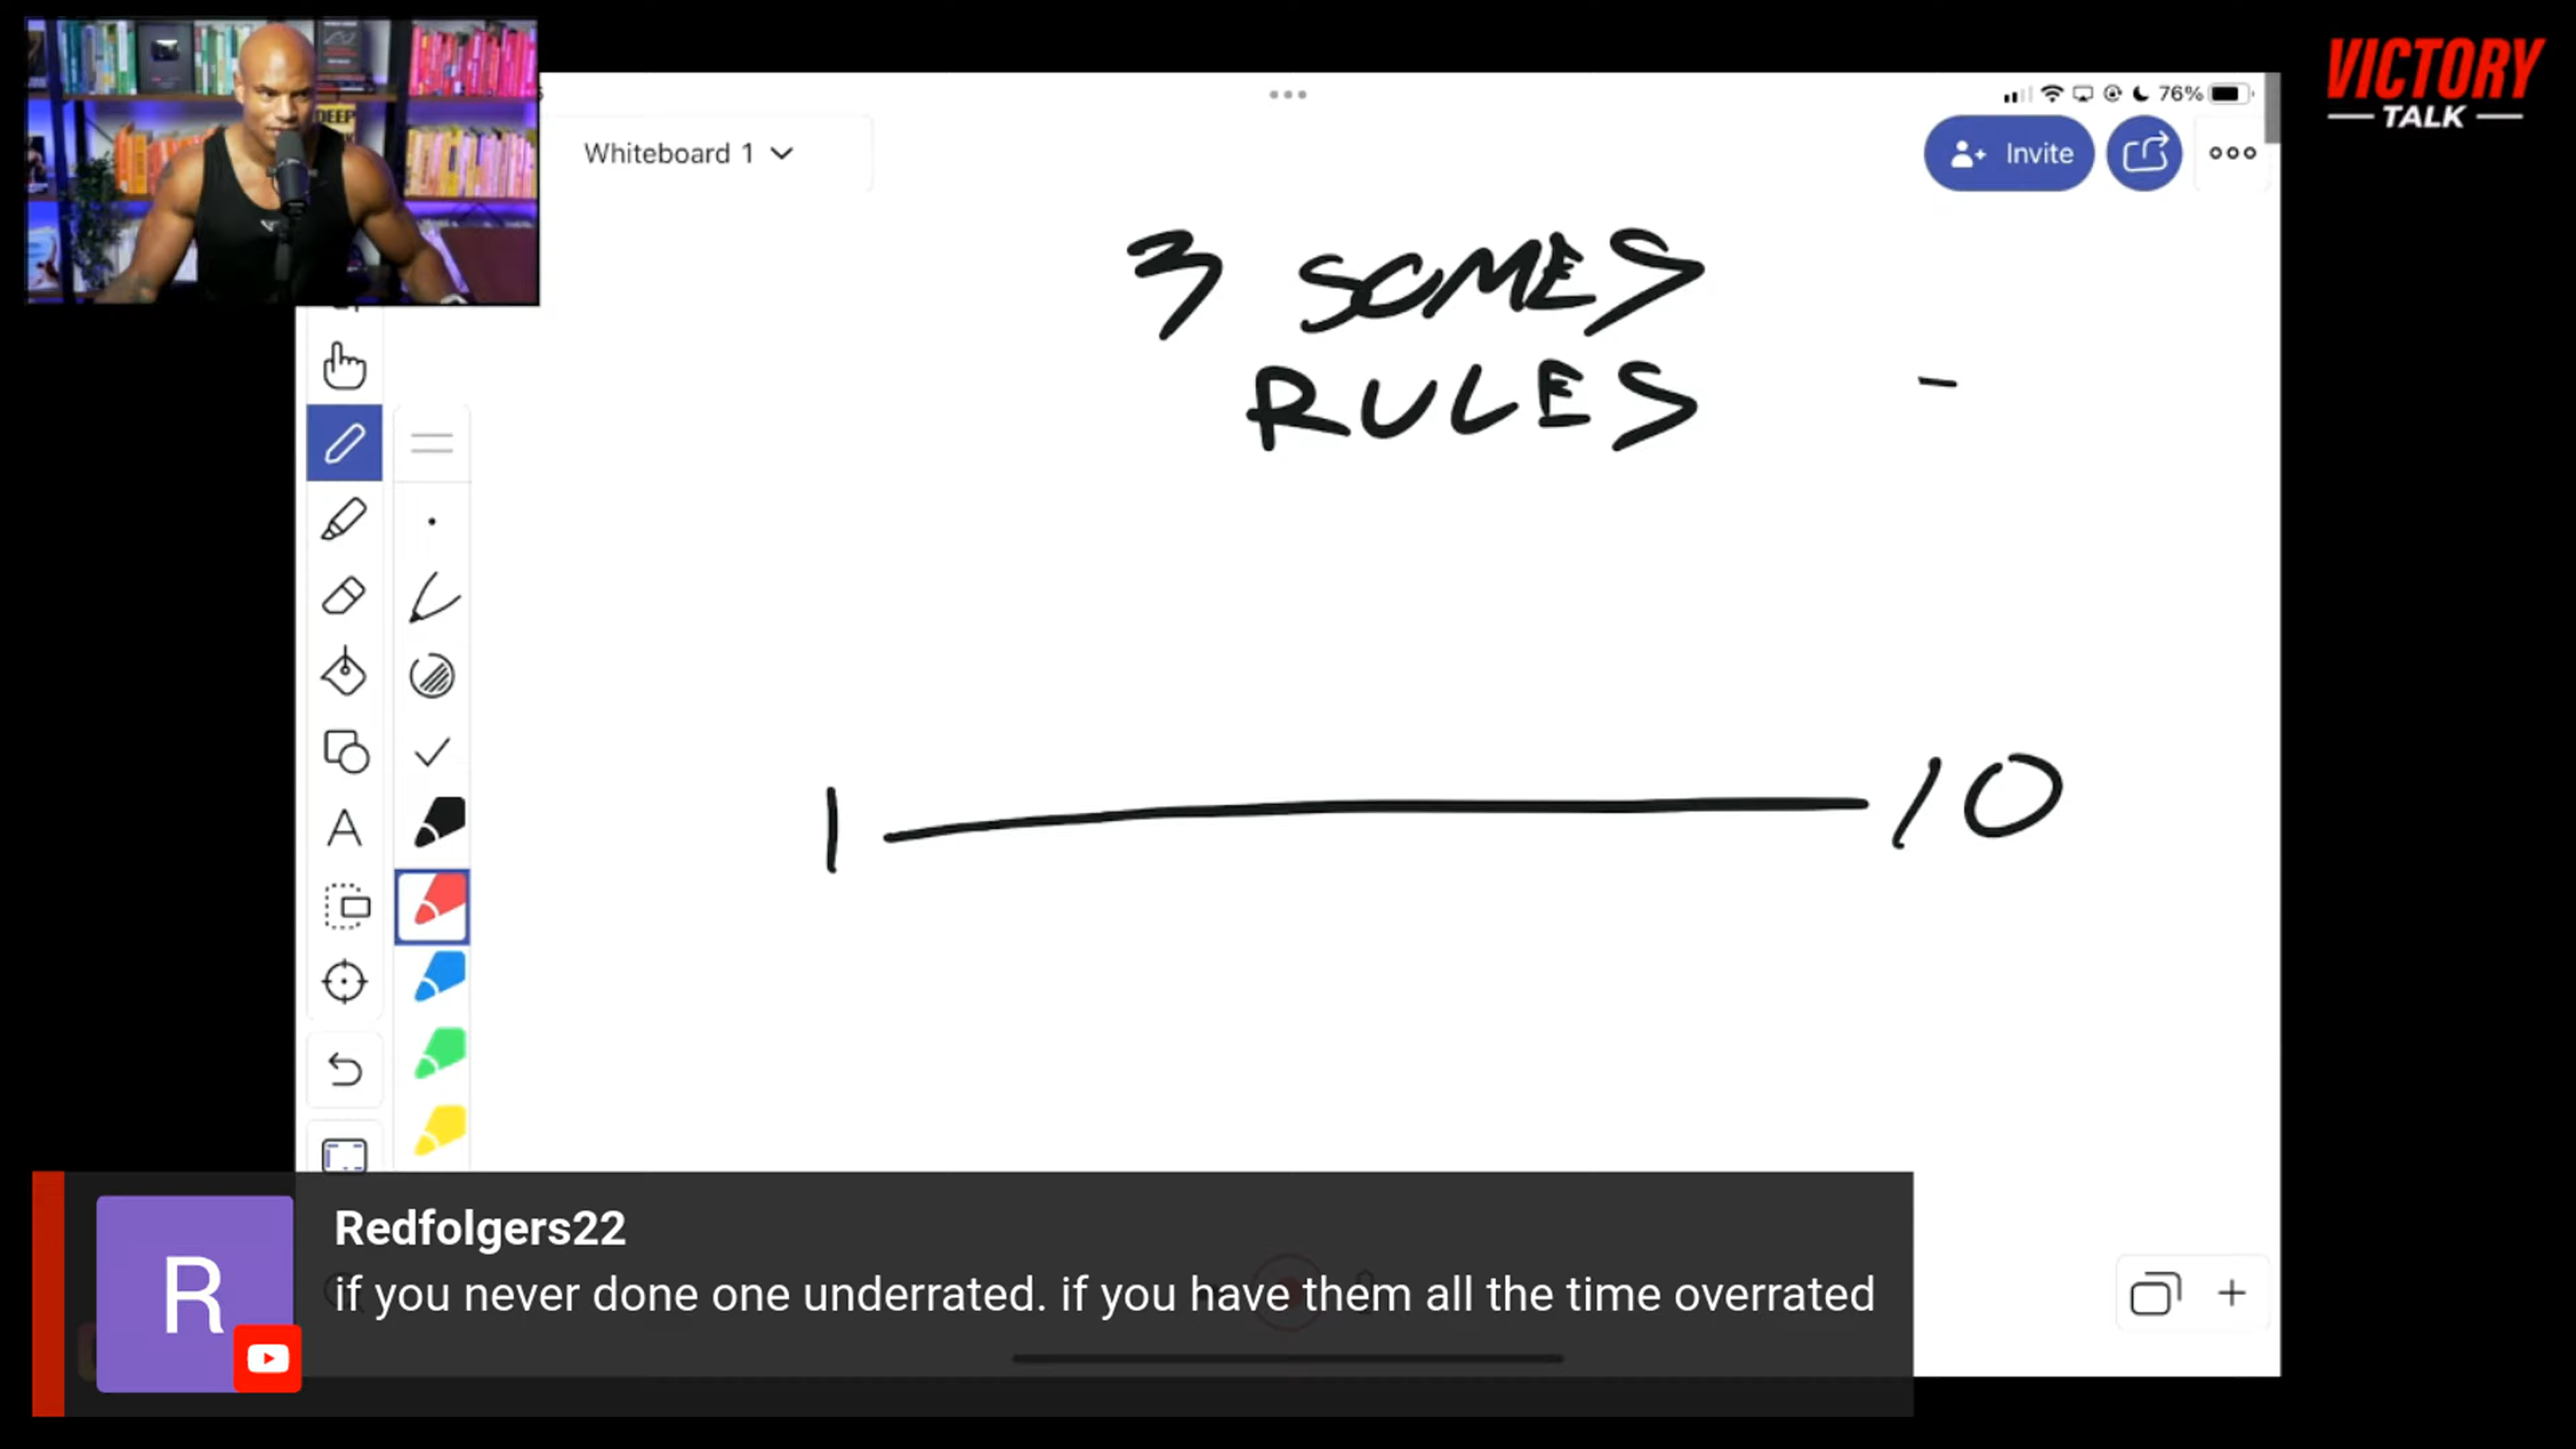 VICTORY
TALK
76%
Whiteboard 1
Invite
DEEP
3 SOMES
RULES -
A
1
10
R
Redfolgers22
if you never done one underrated. if you have them all the time overrated